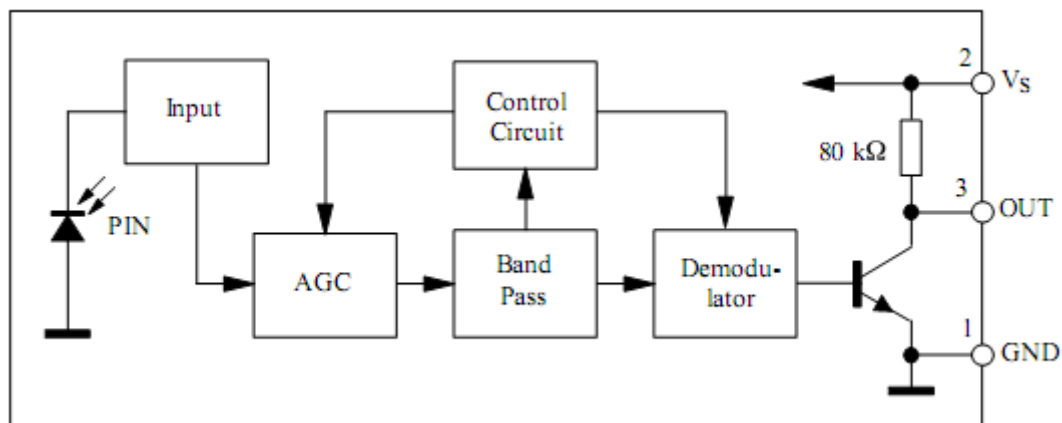 Input
PIN
AGC
Control
Circuit
Band
Pass
Demodu-
lator
80 kΩ
2
VS
3
OUT
1
GND